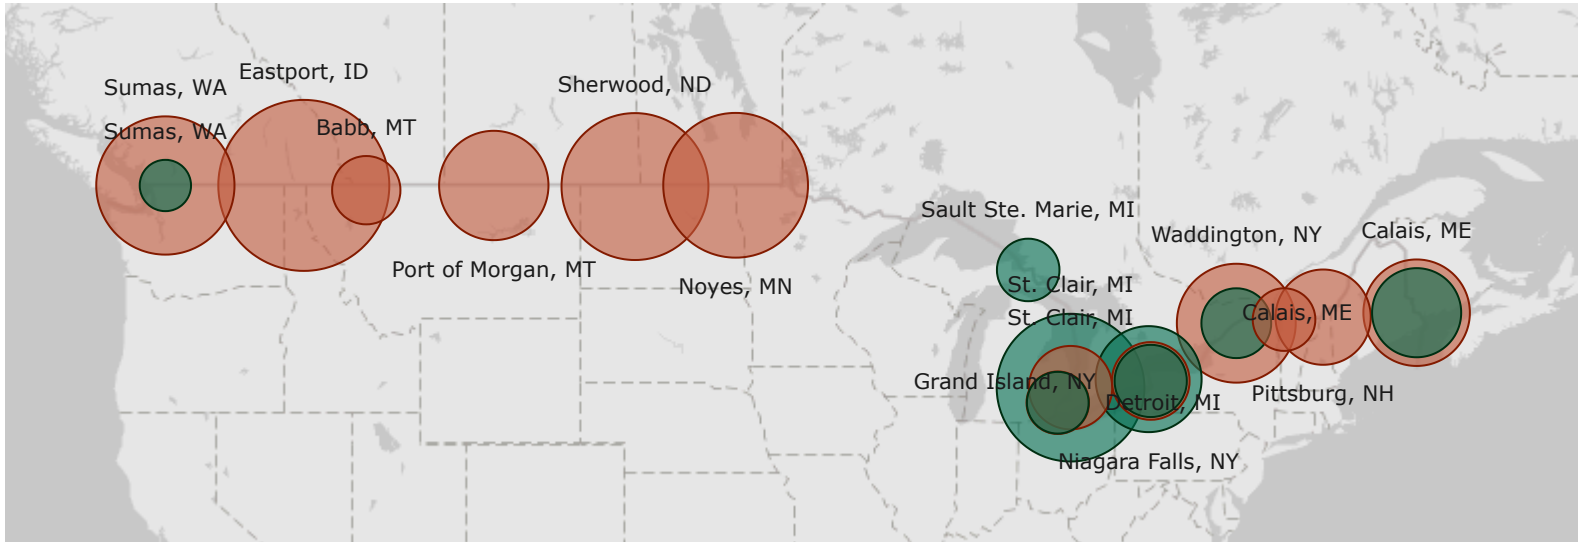 Eastport, ID
Sumas, WA
Sherwood, ND
Babb, MT
Sumas, WA
Port of Morgan, MT
Noyes, MN
Sault Ste. Marie, MI
Waddington, NY
Calais, ME
St. Clair, MI
St. Clair, MI
Calais, ME
Grand Island, NY
Detroit, MI
Pittsburg, NH
Niagara Falls, NY